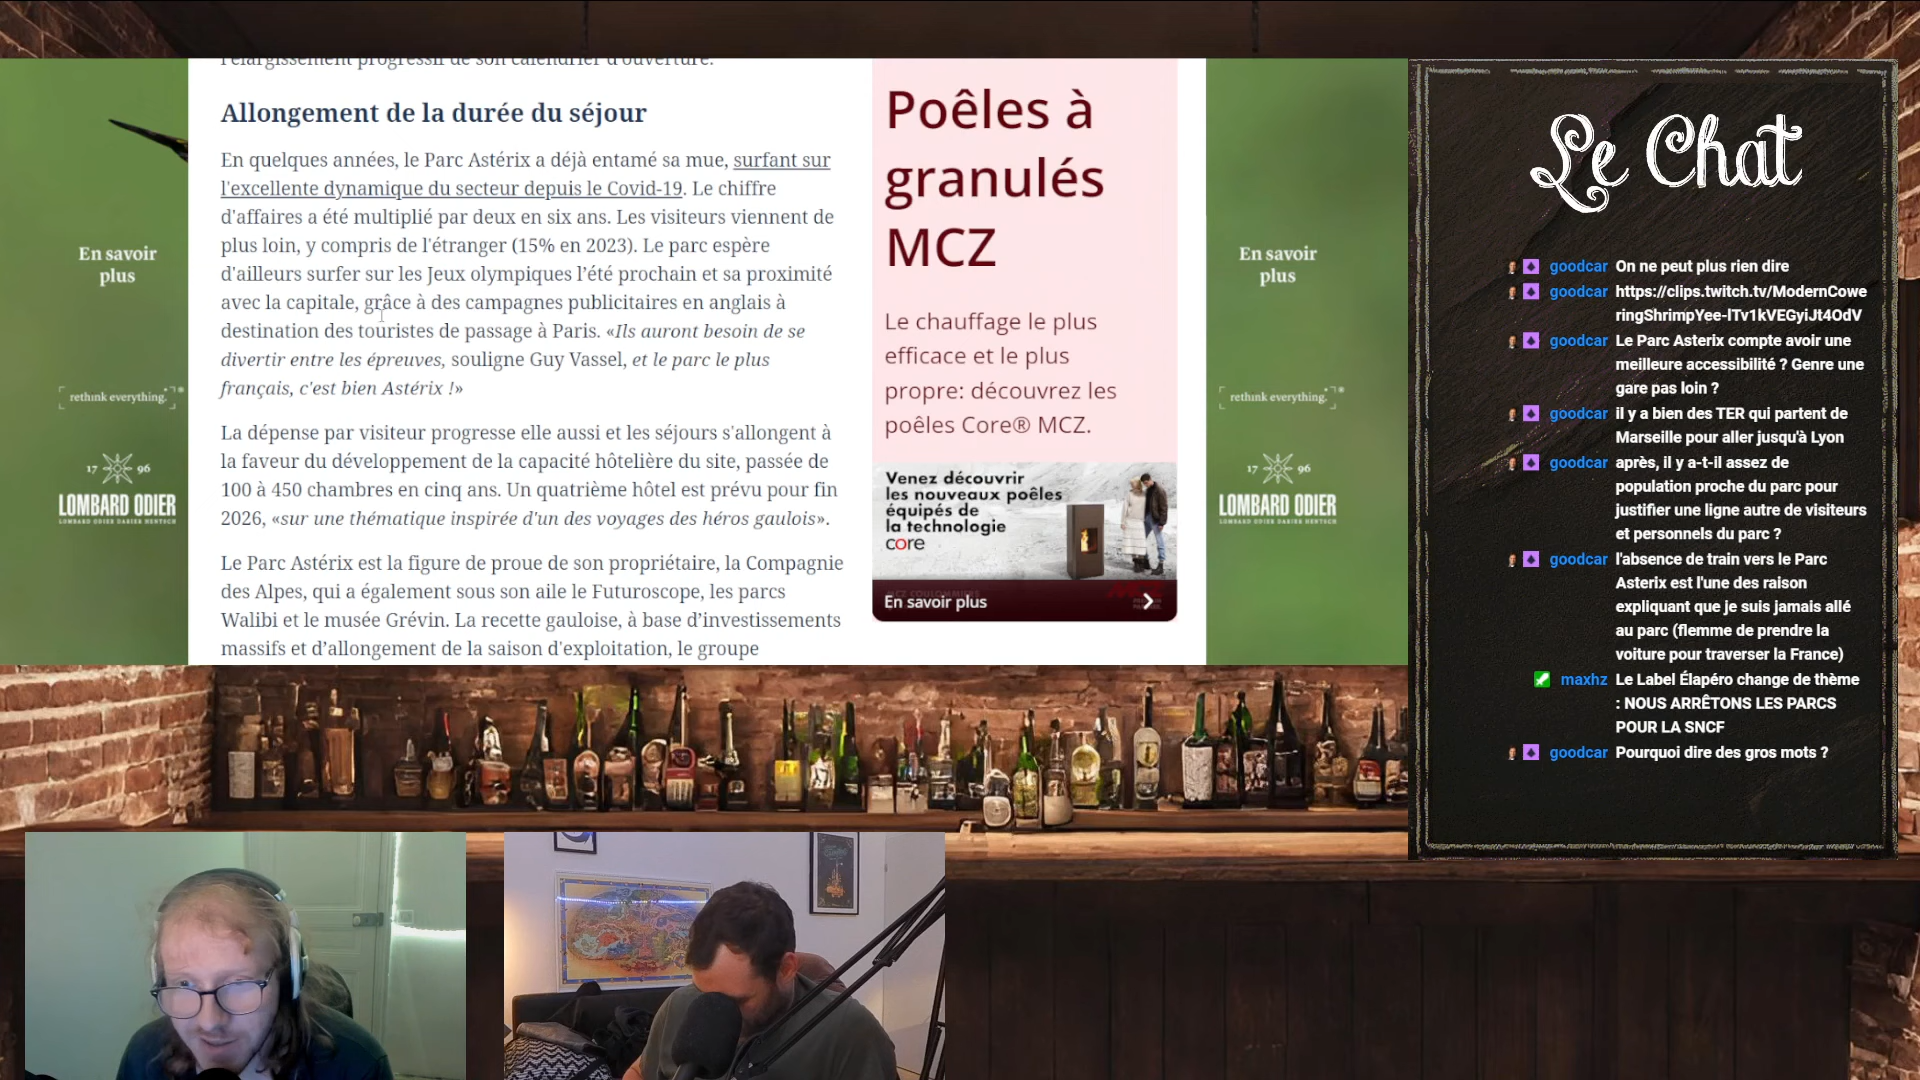 l'élargissement progressif de son calendrier d'ouverture.
Allongement de la durée du séjour
En quelques années, le Parc Astérix a déjà entamé sa mue, surfant sur
l'excellente dynamique du secteur depuis le Covid-19. Le chiffre
d'affaires a été multiplié par deux en six ans. Les visiteurs viennent de
plus loin, y compris de l'étranger (15% en 2023). Le parc espère
d'ailleurs surfer sur les Jeux olympiques l’été prochain et sa proximité
avec la capitale, grâce à des campagnes publicitaires en anglais à
destination des touristes de passage à Paris. «Ils auront besoin de se
divertir entre les épreuves, souligne Guy Vassel, et le parc le plus
français, c'est bien Astérix !»
La dépense par visiteur progresse elle aussi et les séjours s'allongent à
la faveur du développement de la capacité hôtelière du site, passée de
100 à 450 chambres en cinq ans. Un quatrième hôtel est prévu pour fin
2026, «sur une thématique inspirée d'un des voyages des héros gaulois».
Le Parc Astérix est la figure de proue de son propriétaire, la Compagnie
des Alpes, qui a également sous son aile le Futuroscope, les parcs
Walibi et le musée Grévin. La recette gauloise, à base d’investissements
massifs et d’allongement de la saison d'exploitation, le groupe
En savoir
plus
rethink everything.
17 96
LOMBARD ODIER
LOMBARD ODIER DARIER HENTSCH
Poêles à
granulés
MCZ
Le chauffage le plus
efficace et le plus
propre: découvrez les
poêles Core® MCZ.
Venez découvrir
les nouveaux poêles
équipés de
la technologie
core
En savoir plus
En savoir
plus
rethink everything.
17 96
LOMBARD ODIER
LOMBARD ODIER DARIER HENTSCH
Le Chat
goodcar On ne peut plus rien dire
goodcar https://clips.twitch.tv/ModernCowe
ringShrimpYee-lTv1kVEGyiJt4OdV
goodcar Le Parc Asterix compte avoir une
meilleure accessibilité ? Genre une
gare pas loin ?
goodcar il y a bien des TER qui partent de
Marseille pour aller jusqu'à Lyon
goodcar après, il y a-t-il assez de
population proche du parc pour
justifier une ligne autre de visiteurs
et personnels du parc ?
goodcar l'absence de train vers le Parc
Asterix est l'une des raison
expliquant que je suis jamais allé
au parc (flemme de prendre la
voiture pour traverser la France)
maxhz Le Label Élapéro change de thème
: NOUS ARRÊTONS LES PARCS
POUR LA SNCF
goodcar Pourquoi dire des gros mots ?